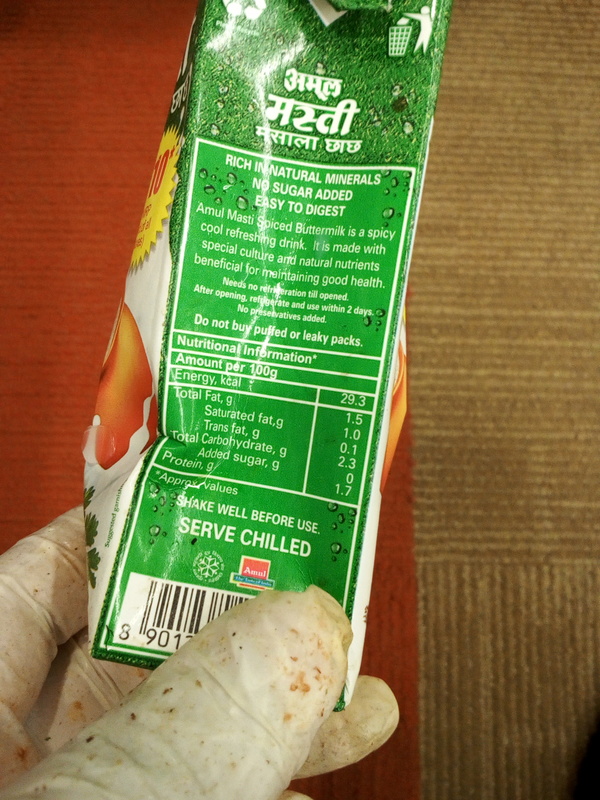 अमूल
मस्ती
मसाला छाछ
RICH IN NATURAL MINERALS
NO SUGAR ADDED
EASY TO DIGEST
Amul Masti Spiced Buttermilk is a spicy
cool refreshing drink. It is made with
special culture and natural nutrients
beneficial for maintaining good health.
Needs no refrigeration till opened.
After opening, refrigerate and use within 2 days.
No preservatives added.
Do not buy puffed or leaky packs.
Nutritional Information*
Amount per 100g
Energy, kcal 29.3
Total Fat, g 1.5
Saturated fat,g 1.0
Trans fat, g 0.1
Total Carbohydrate, g 2.3
Added sugar, g 0
Protein, g 1.7
*Approx. values
SHAKE WELL BEFORE USE.
SERVE CHILLED
Amul
8 901